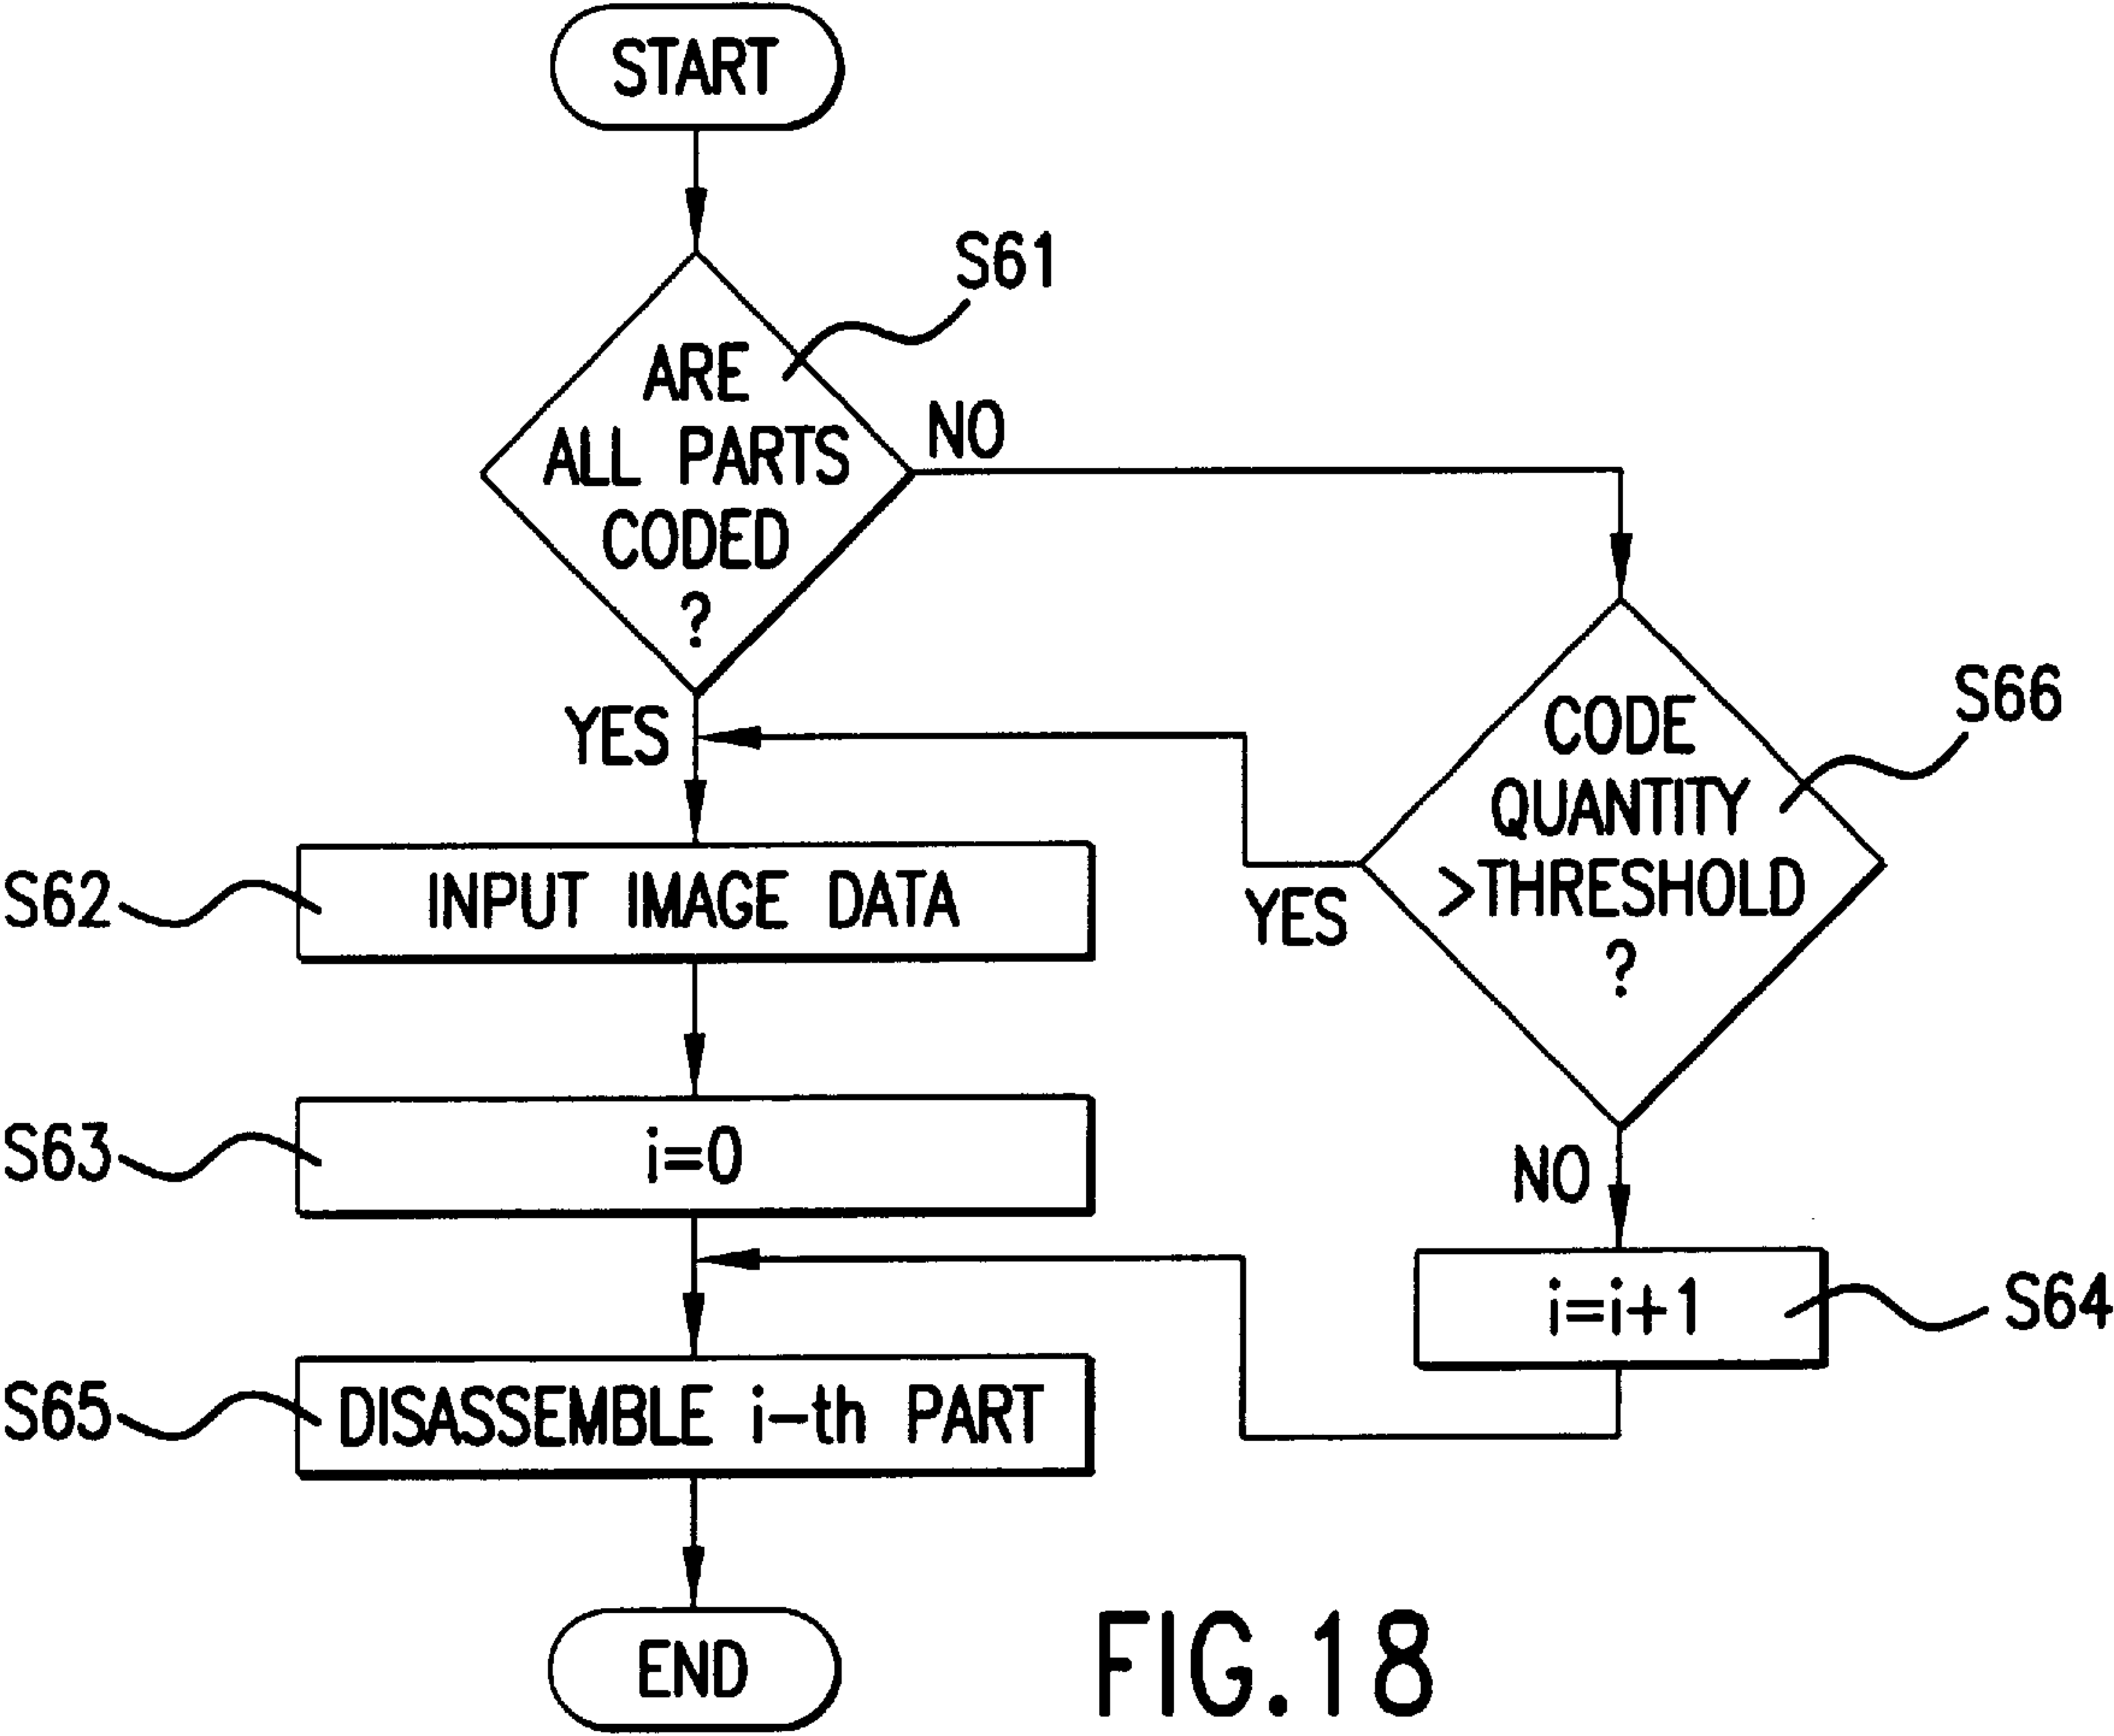 START
S61
ARE
ALL PARTS
CODED
?
NO
YES
S66
CODE
QUANTITY
>THRESHOLD
?
YES
NO
S62
INPUT IMAGE DATA
S63
i=0
i=i+1
S64
S65
DISASSEMBLE i-th PART
END
FIG.18